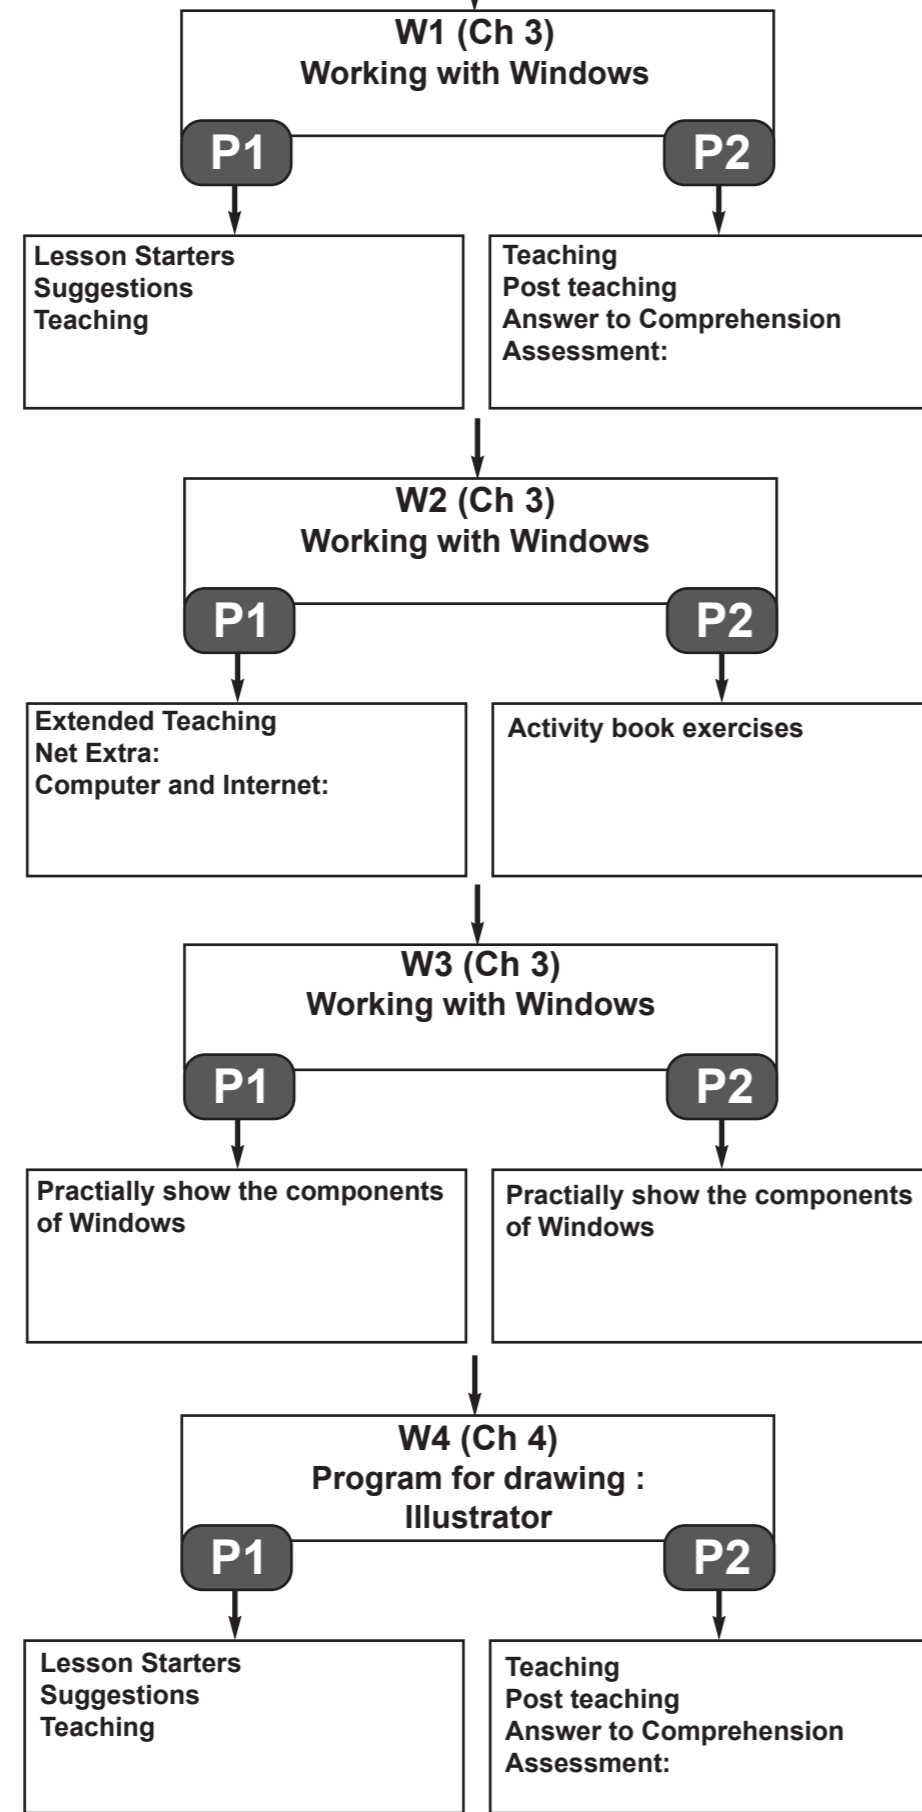 W1 (Ch 3)
Working with Windows
P1
P2
Lesson Starters
Suggestions
Teaching
Teaching
Post teaching
Answer to Comprehension
Assessment:
W2 (Ch 3)
Working with Windows
P1
P2
Extended Teaching
Net Extra:
Computer and Internet:
Activity book exercises
W3 (Ch 3)
Working with Windows
P1
P2
Practially show the components
of Windows
Practially show the components
of Windows
W4 (Ch 4)
Program for drawing :
Illustrator
P1
P2
Lesson Starters
Suggestions
Teaching
Teaching
Post teaching
Answer to Comprehension
Assessment: